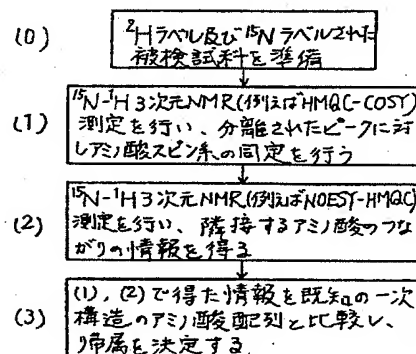 (0)
²Hラベル及び¹⁵Nラベルされた
被検試料を準備
(1)
¹⁵N-¹H3次元NMR(例えばHMQC-COSY)
測定を行い、分離されたピークに対
しアミノ酸スピン系の同定を行う
(2)
¹⁵N-¹H3次元NMR(例えばNOESY-HMQC)
測定を行い、隣接するアミノ酸のつな
がりの情報を得る
(3)
(1),(2)で得た情報を既知の一次
構造のアミノ酸配列と比較し、
帰属を決定する